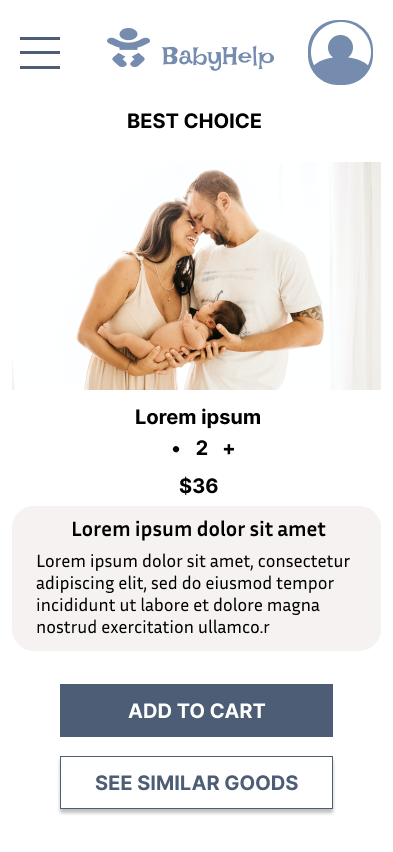 BabyHelp
BEST CHOICE
Lorem ipsum
• 2 +
$36
Lorem ipsum dolor sit amet
Lorem ipsum dolor sit amet, consectetur
adipiscing elit, sed do eiusmod tempor
incididunt ut labore et dolore magna
nostrud exercitation ullamco.r
ADD TO CART
SEE SIMILAR GOODS